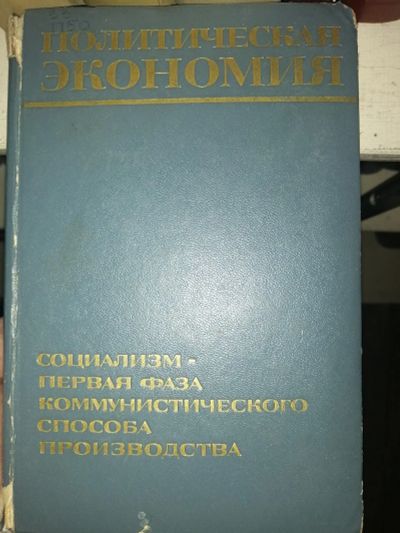 ПОЛИТИЧЕСКАЯ
ЭКОНОМИЯ
СОЦИАЛИЗМ -
ПЕРВАЯ ФАЗА
КОММУНИСТИЧЕСКОГО
СПОСОБА
ПРОИЗВОДСТВА